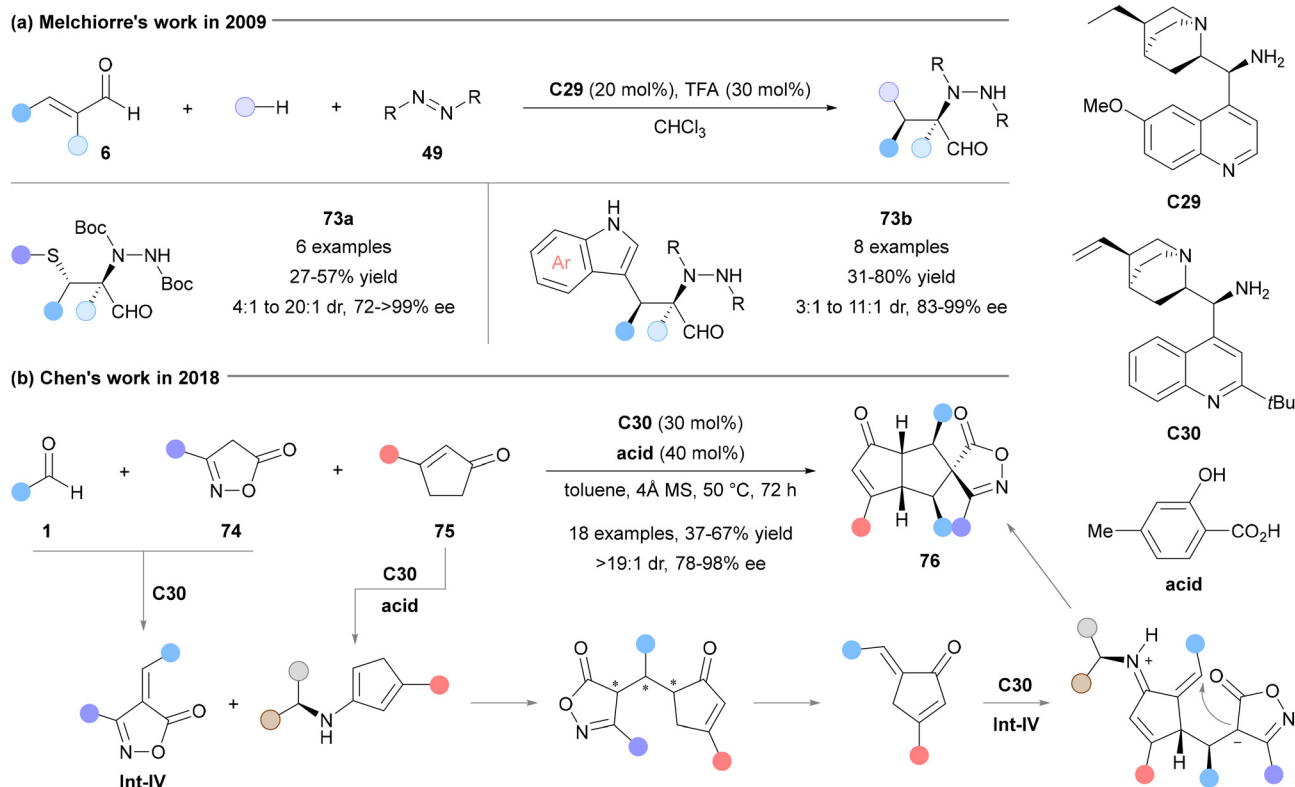 (a) Melchiorre's work in 2009
O
H
6
+
H
+
N
N
R
R
49
C29 (20 mol%), TFA (30 mol%)
CHCl3
R
N
NH
R
CHO
N
NH2
MeO
N
C29
Boc
S
N
NH
Boc
CHO
73a
6 examples
27-57% yield
4:1 to 20:1 dr, 72->99% ee
H
N
Ar
R
N
NH
R
CHO
73b
8 examples
31-80% yield
3:1 to 11:1 dr, 83-99% ee
N
NH2
N
tBu
C30
(b) Chen's work in 2018
O
H
1
+
N
O
O
74
+
O
75
C30 (30 mol%)
acid (40 mol%)
toluene, 4Å MS, 50 °C, 72 h
18 examples, 37-67% yield
>19:1 dr, 78-98% ee
O
H
H
O
O
N
76
OH
Me
CO2H
acid
C30
C30
acid
N
O
O
Int-IV
+
N
H
O
O
N
*
*
*
O
O
C30
Int-IV
H
N
+
H
O
O
N
–